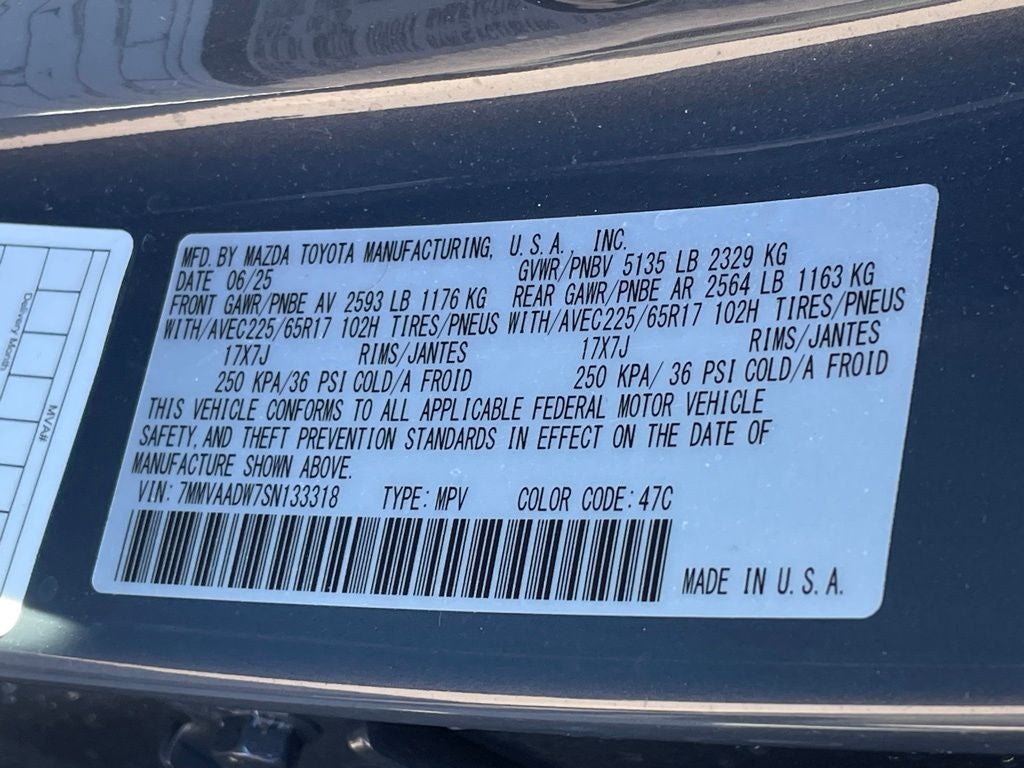 MFD. BY MAZDA TOYOTA MANUFACTURING, U.S.A., INC.
DATE 06/25 GVWR/PNBV 5135 LB 2329 KG
FRONT GAWR/PNBE AV 2593 LB 1176 KG REAR GAWR/PNBE AR 2564 LB 1163 KG
WITH/AVEC225/65R17 102H TIRES/PNEUS WITH/AVEC225/65R17 102H TIRES/PNEUS
17X7J RIMS/JANTES 17X7J RIMS/JANTES
250 KPA/36 PSI COLD/A FROID 250 KPA/ 36 PSI COLD/A FROID
THIS VEHICLE CONFORMS TO ALL APPLICABLE FEDERAL MOTOR VEHICLE
SAFETY, AND THEFT PREVENTION STANDARDS IN EFFECT ON THE DATE OF
MANUFACTURE SHOWN ABOVE.
VIN: 7MMVAADW7SN133318 TYPE: MPV COLOR CODE: 47C
MADE IN U.S.A.
Delivery Month
MVA#